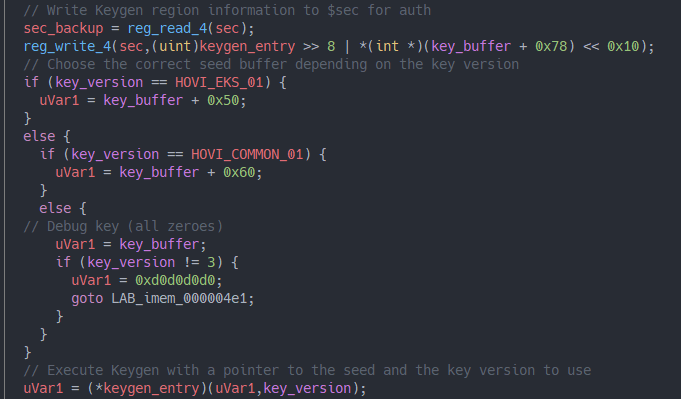 // Write Keygen region information to $sec for auth
sec_backup = reg_read_4(sec);
reg_write_4(sec,(uint)keygen_entry >> 8 | *(int *)(key_buffer + 0x78) << 0x10);
// Choose the correct seed buffer depending on the key version
if (key_version == HOVI_EKS_01) {
  uVar1 = key_buffer + 0x50;
}
else {
  if (key_version == HOVI_COMMON_01) {
    uVar1 = key_buffer + 0x60;
  }
  else {
// Debug key (all zeroes)
    uVar1 = key_buffer;
    if (key_version != 3) {
      uVar1 = 0xd0d0d0d0;
      goto LAB_imem_000004e1;
    }
  }
}
// Execute Keygen with a pointer to the seed and the key version to use
uVar1 = (*keygen_entry)(uVar1,key_version);